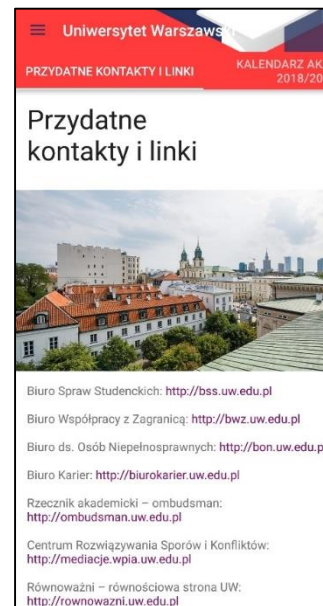 Uniwersytet Warszawski
PRZYDATNE KONTAKTY I LINKI
KALENDARZ AK
2018/20
Przydatne
kontakty i linki
Biuro Spraw Studenckich: http://bss.uw.edu.pl
Biuro Współpracy z Zagranicą: http://bwz.uw.edu.pl
Biuro ds. Osób Niepełnosprawnych: http://bon.uw.edu.p
Biuro Karier: http://biurokarier.uw.edu.pl
Rzecznik akademicki – ombudsman:
http://ombudsman.uw.edu.pl
Centrum Rozwiązywania Sporów i Konfliktów:
http://mediacje.wpia.uw.edu.pl
Równoważni – równościowa strona UW:
http://rownowazni.uw.edu.pl